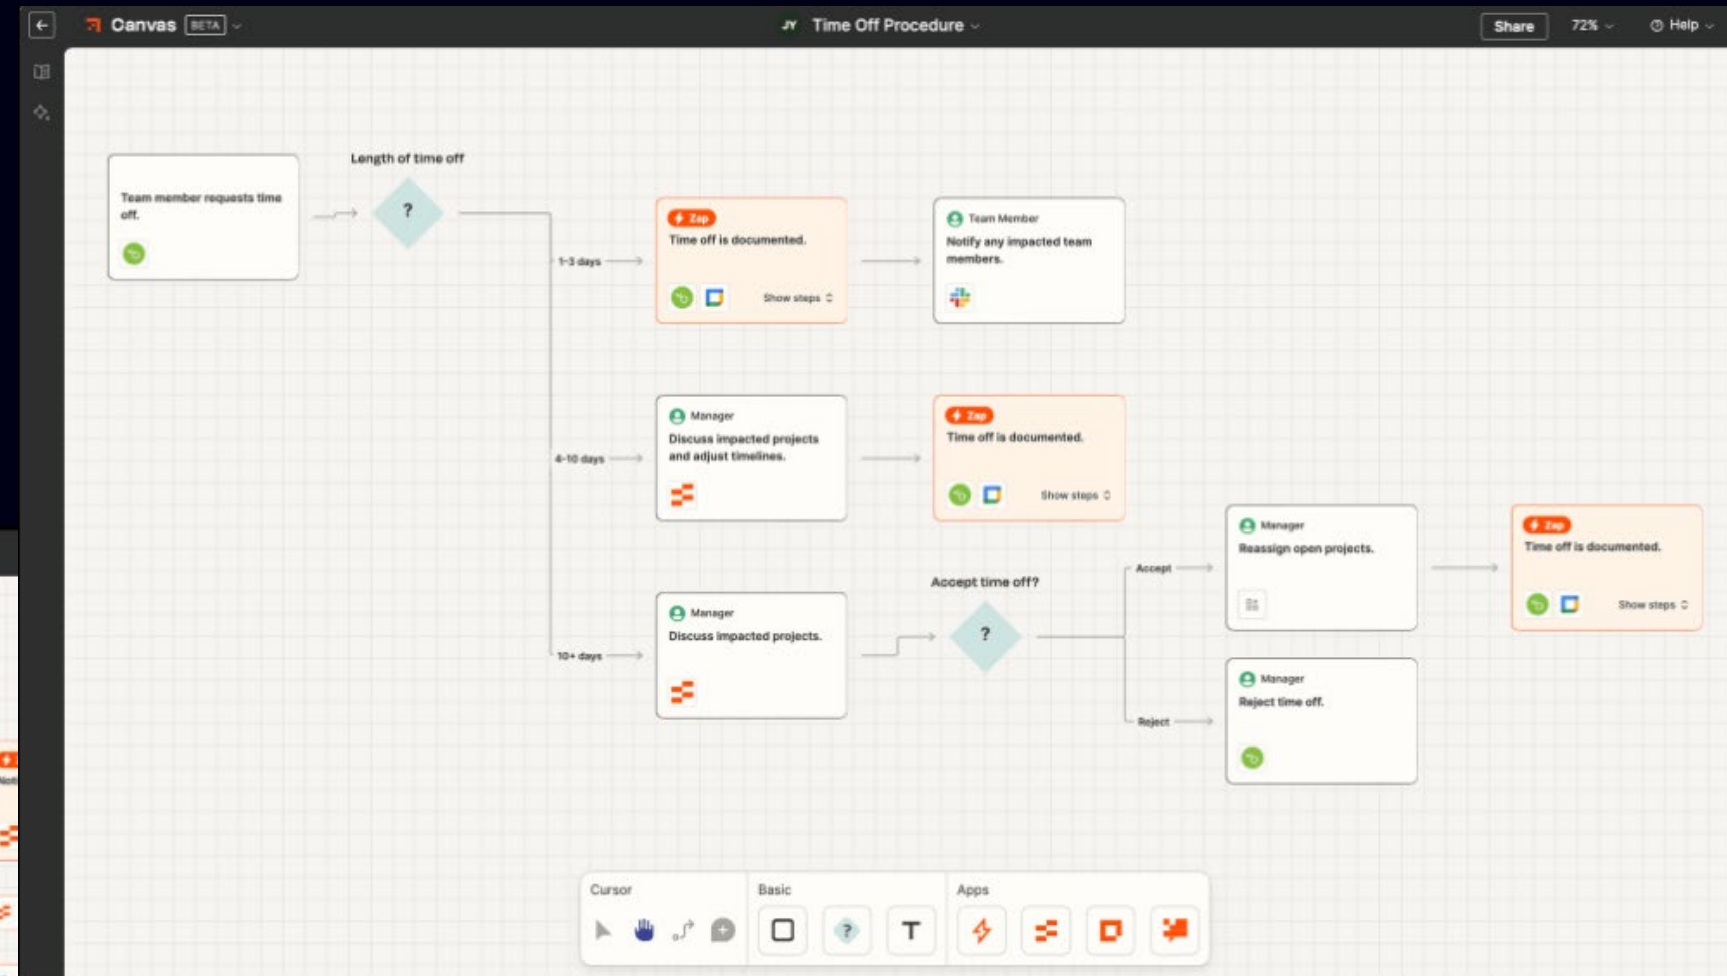 Canvas BETA
JY Time Off Procedure
Share
72%
Help
Team member requests time
off.
Length of time off
?
1-3 days
Zap
Time off is documented.
Show steps
Team Member
Notify any impacted team
members.
4-10 days
Manager
Discuss impacted projects
and adjust timelines.
Zap
Time off is documented.
Show steps
10+ days
Manager
Discuss impacted projects.
Accept time off?
?
Accept
Manager
Reassign open projects.
Zap
Time off is documented.
Show steps
Reject
Manager
Reject time off.
Cursor
Basic
Apps
?
T